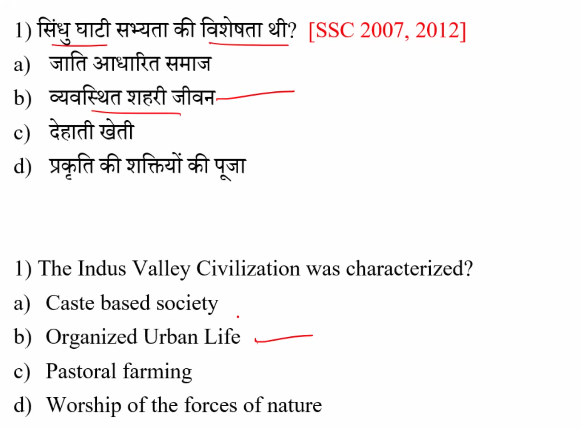 1) सिंधु घाटी सभ्यता की विशेषता थी? [SSC 2007, 2012]
a) जाति आधारित समाज
b) व्यवस्थित शहरी जीवन
c) देहाती खेती
d) प्रकृति की शक्तियों की पूजा
1) The Indus Valley Civilization was characterized?
a) Caste based society
b) Organized Urban Life
c) Pastoral farming
d) Worship of the forces of nature